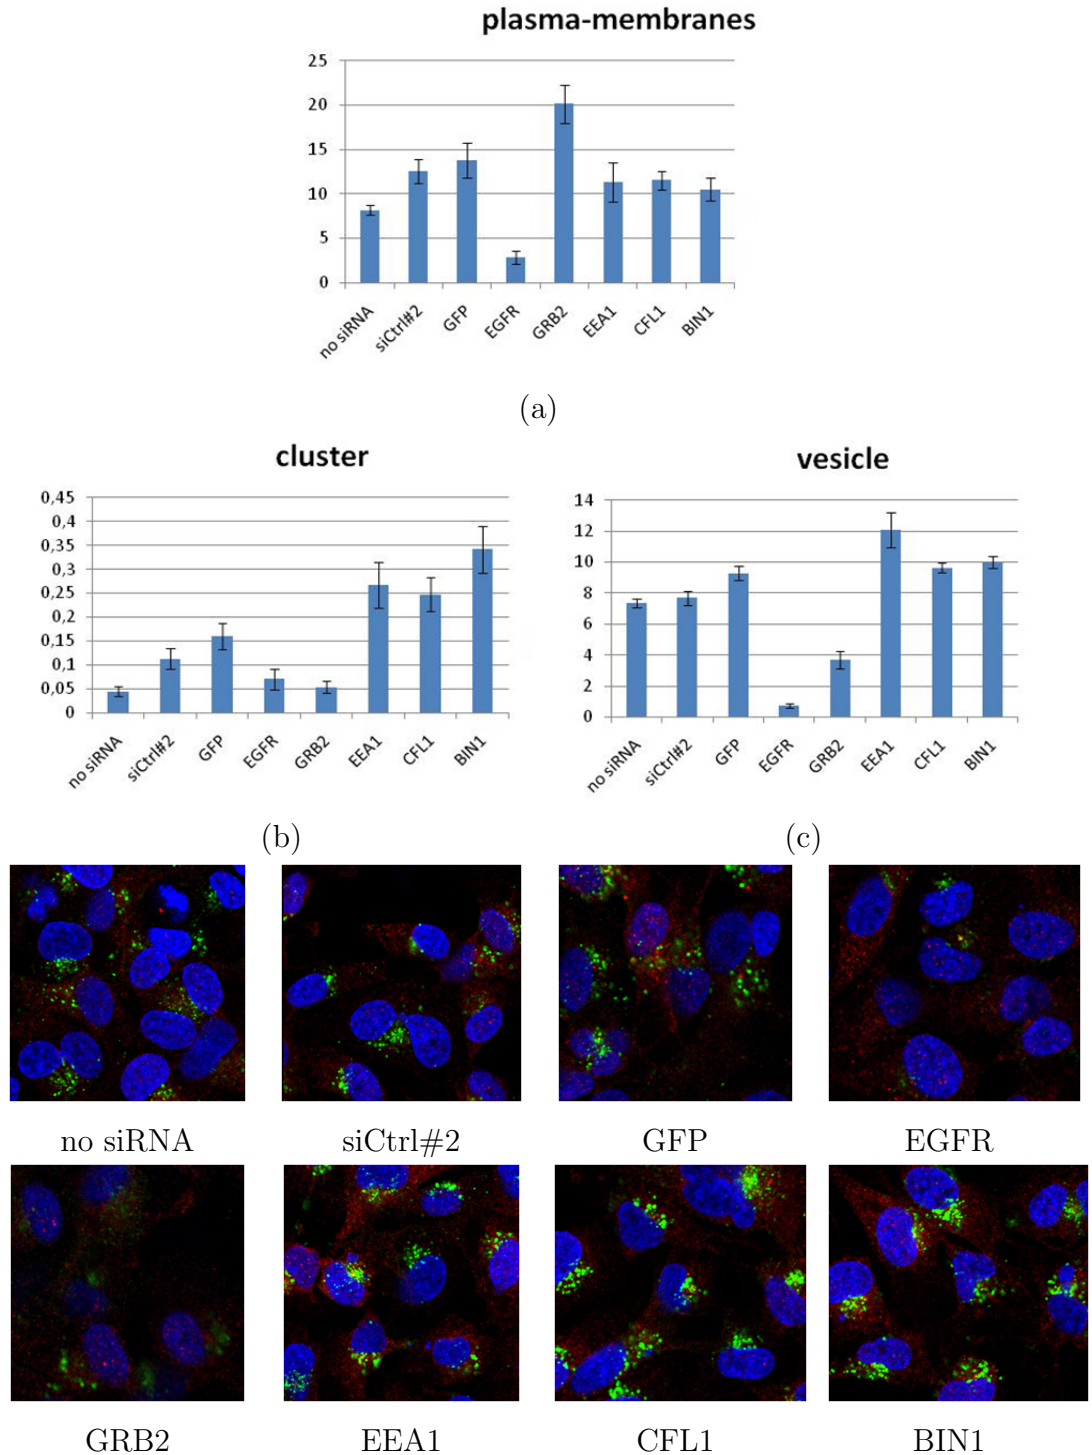 plasma-membranes
25
20
15
10
5
0
no siRNA siCtrl#2 GFP EGFR GRB2 EEA1 CFL1 BIN1
(a)
cluster
0,45
0,4
0,35
0,3
0,25
0,2
0,15
0,1
0,05
0
no siRNA siCtrl#2 GFP EGFR GRB2 EEA1 CFL1 BIN1
(b)
vesicle
14
12
10
8
6
4
2
0
no siRNA siCtrl#2 GFP EGFR GRB2 EEA1 CFL1 BIN1
(c)
no siRNA siCtrl#2 GFP EGFR
GRB2 EEA1 CFL1 BIN1